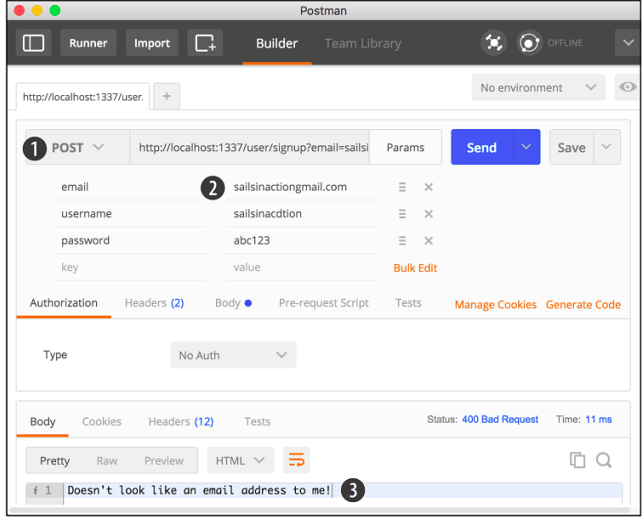 Postman
Runner Import Builder Team Library OFFLINE
No environment
http://localhost:1337/user. +
1 POST http://localhost:1337/user/signup?email=sailsi Params Send Save
email 2 sailsinactiongmail.com
username sailsinacdtion
password abc123
key value Bulk Edit
Authorization Headers (2) Body Pre-request Script Tests Manage Cookies Generate Code
Type No Auth
Body Cookies Headers (12) Tests Status: 400 Bad Request Time: 11 ms
Pretty Raw Preview HTML
i 1 Doesn't look like an email address to me! 3